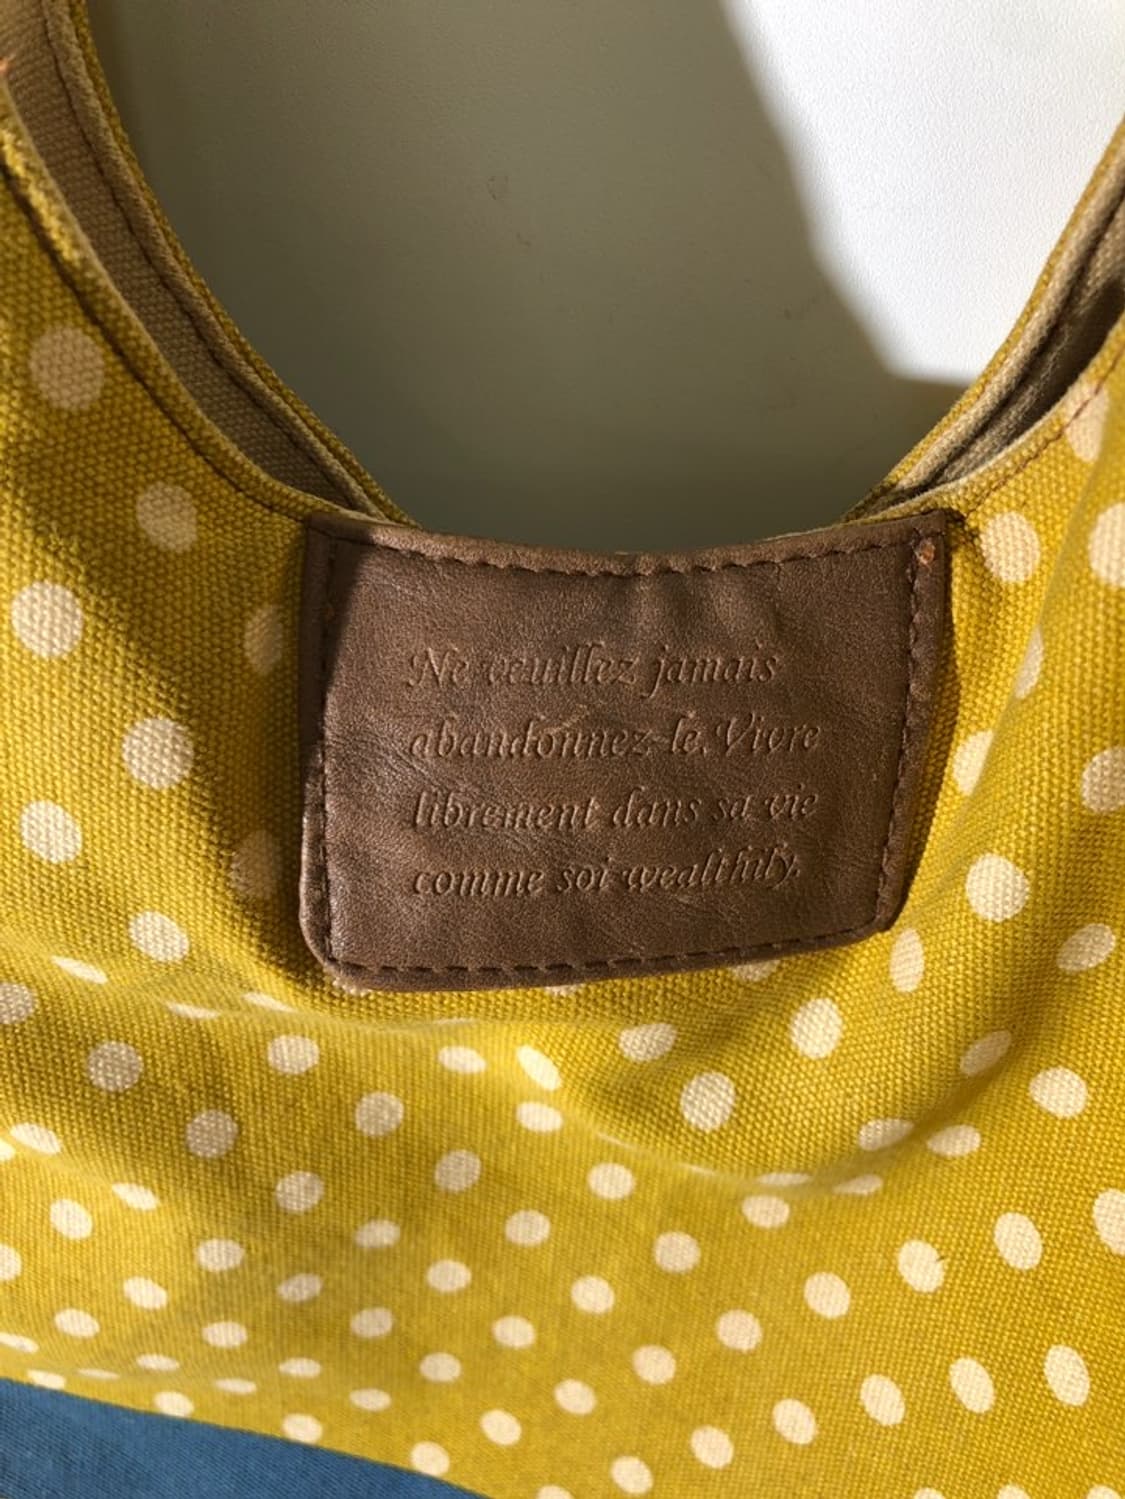 Ne veuillez jamais
abandonnez-le. Vivre
librement dans sa vie
comme soi wealthily.